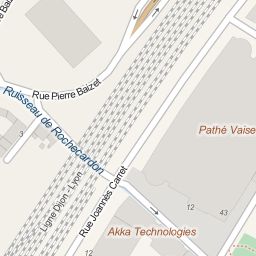 Rue Pierre Baizet
Ruisseau de Rochecardon
3
Pathé Vaise
Ligne Dijon - Lyon
Rue Joannès Carret
12
12
43
Akka Technologies